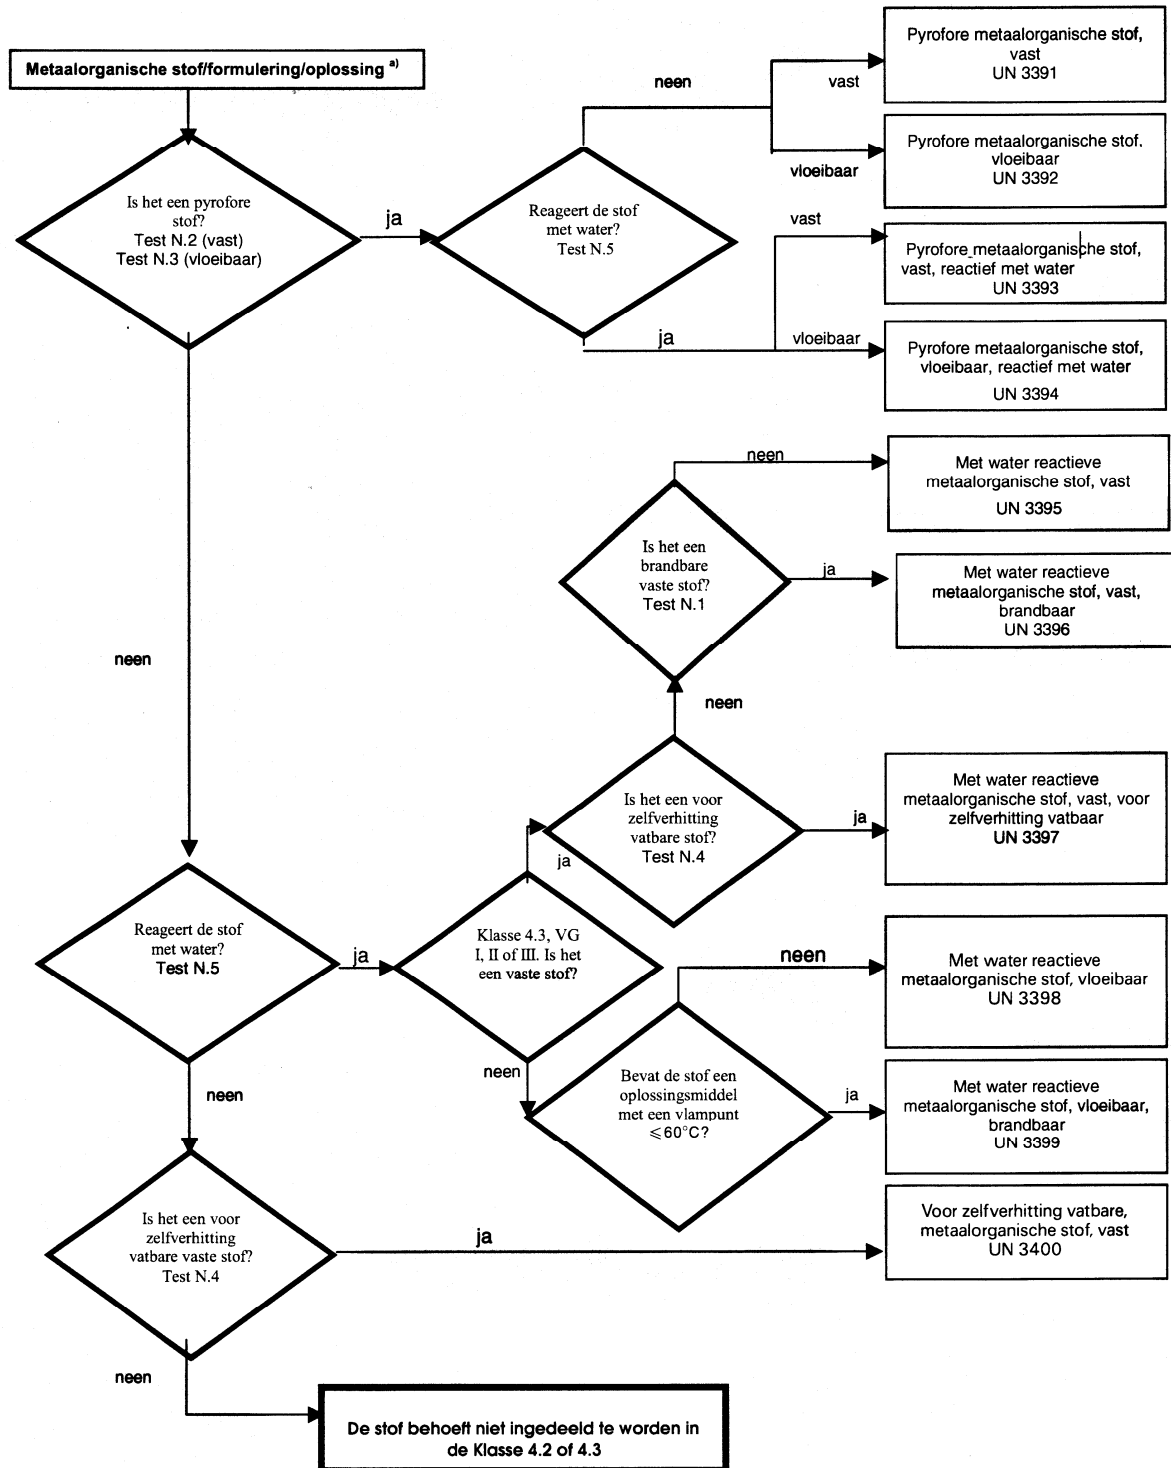 Metaalorganische stof/formulering/oplossing a)
Is het een pyrofore
stof?
Test N.2 (vast)
Test N.3 (vloeibaar)
ja
Reageert de stof
met water?
Test N.5
neen
vast
Pyrofore metaalorganische stof,
vast
UN 3391
vloeibaar
Pyrofore metaalorganische stof.
vloeibaar
UN 3392
vast
Pyrofore metaalorganische stof,
vast, reactief met water
UN 3393
ja
vloeibaar
Pyrofore metaalorganische stof,
vloeibaar, reactief met water
UN 3394
neen
Met water reactieve
metaalorganische stof, vast
UN 3395
Is het een
brandbare
vaste stof?
Test N.1
ja
Met water reactieve
metaalorganische stof, vast,
brandbaar
UN 3396
neen
neen
Is het een voor
zelfverhitting
vatbare stof?
Test N.4
ja
Met water reactieve
metaalorganische stof, vast, voor
zelfverhitting vatbaar
UN 3397
ja
Reageert de stof
met water?
Test N.5
ja
Klasse 4.3, VG
I, II of III. Is het
een vaste stof?
neen
Met water reactieve
metaalorganische stof, vloeibaar
UN 3398
neen
Bevat de stof een
oplossingsmiddel
met een vlampunt
≤60°C?
ja
Met water reactieve
metaalorganische stof, vloeibaar,
brandbaar
UN 3399
neen
Is het een voor
zelfverhitting
vatbare vaste stof?
Test N.4
ja
Voor zelfverhitting vatbare,
metaalorganische stof, vast
UN 3400
neen
De stof behoeft niet ingedeeld te worden in
de Klasse 4.2 of 4.3